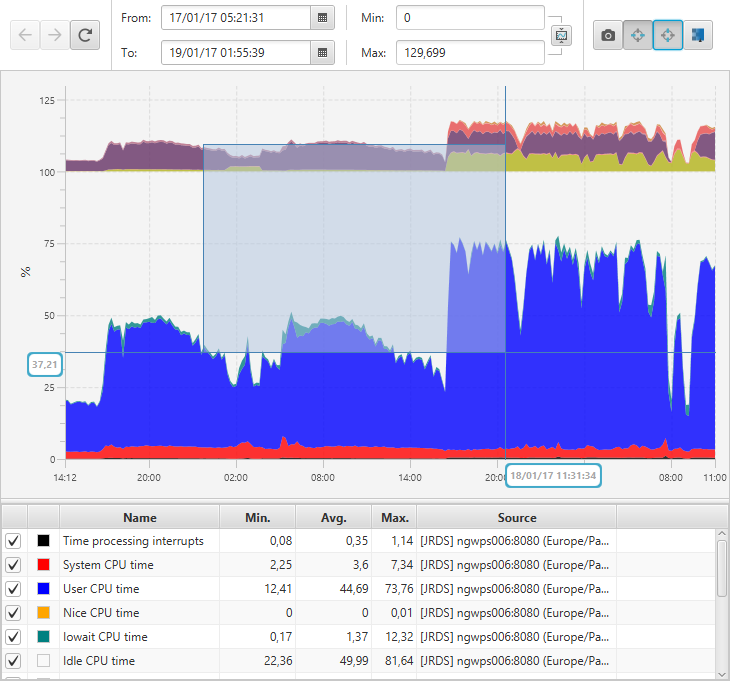 From: 17/01/17 05:21:31 Min: 0
To: 19/01/17 01:55:39 Max: 129,699
125
100
75
%
50
37,21
25
0
14:12 20:00 02:00 08:00 14:00 20:00 08:00 11:00
18/01/17 11:31:34
Name Min. Avg. Max. Source
Time processing interrupts 0,08 0,35 1,14 [JRDS] ngwps006:8080 (Europe/Pa...
System CPU time 2,25 3,6 7,34 [JRDS] ngwps006:8080 (Europe/Pa...
User CPU time 12,41 44,69 73,76 [JRDS] ngwps006:8080 (Europe/Pa...
Nice CPU time 0 0 0,01 [JRDS] ngwps006:8080 (Europe/Pa...
Iowait CPU time 0,17 1,37 12,32 [JRDS] ngwps006:8080 (Europe/Pa...
Idle CPU time 22,36 49,99 81,64 [JRDS] ngwps006:8080 (Europe/Pa...